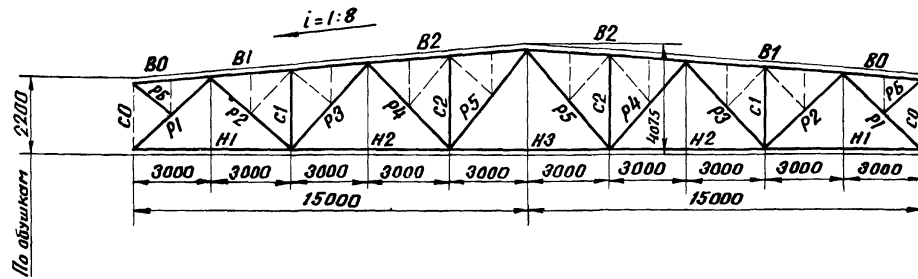 i=1:8
В0 В1 В2 В2 В1 В0
2200
С0 Р6 Р1 Р2 С1 Р3 Р4 С2 Р5 Р5 С2 Р4 4075 Р3 С1 Р2 Р6 Р1 С0
Н1 Н2 Н3 Н2 Н1
3000 3000 3000 3000 3000 3000 3000 3000 3000 3000
15000 15000
По обушкам